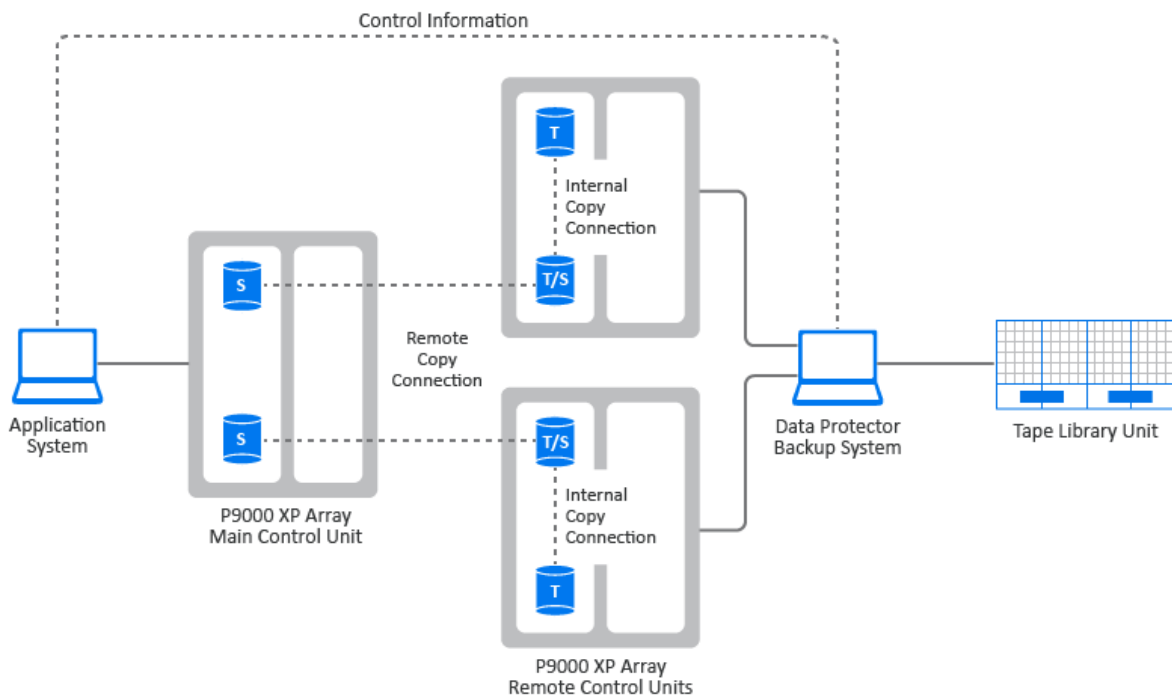 Control Information
T
Internal
Copy
Connection
T/S
S
Remote
Copy
Connection
S
T/S
Internal
Copy
Connection
T
Application
System
P9000 XP Array
Main Control Unit
P9000 XP Array
Remote Control Units
Data Protector
Backup System
Tape Library Unit